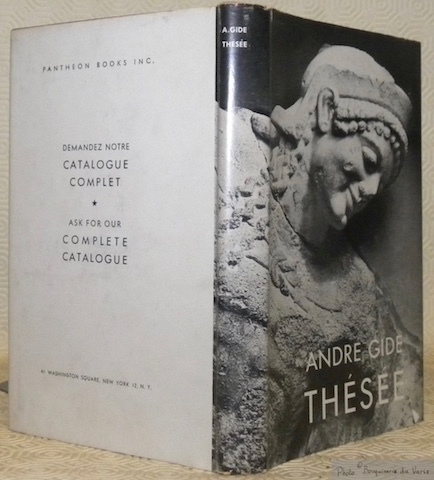 PANTHEON BOOKS INC.
DEMANDEZ NOTRE
CATALOGUE
COMPLET
★
ASK FOR OUR
COMPLETE
CATALOGUE
41 WASHINGTON SQUARE, NEW YORK 12, N.Y.
A. GIDE
THESÉE
ANDRE GIDE
THÉSÉE
Photo © Bouquinerie du Varis